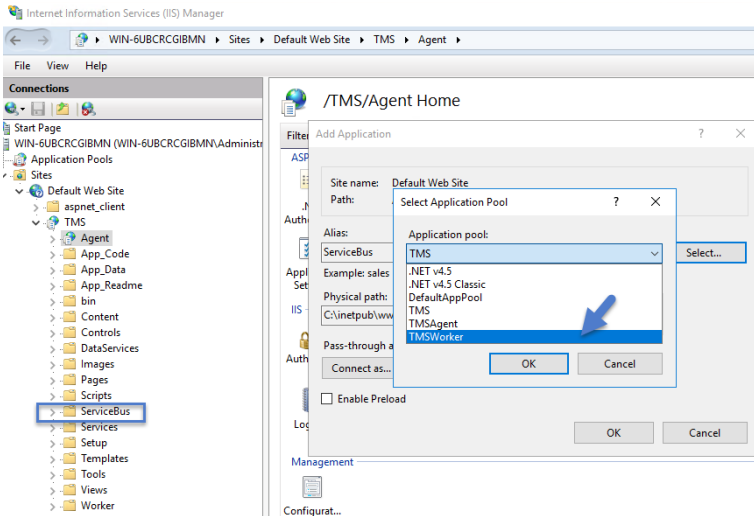 Internet Information Services (IIS) Manager
WIN-6UBCRCGIBMN Sites Default Web Site TMS Agent
File View Help
Connections
Start Page
WIN-6UBCRCGIBMN (WIN-6UBCRCGIBMN\Administr
Application Pools
Sites
Default Web Site
aspnet_client
TMS
Agent
App_Code
App_Data
App_Readme
bin
Content
Controls
DataServices
Images
Pages
Scripts
ServiceBus
Services
Setup
Templates
Tools
Views
Worker
/TMS/Agent Home
Filter
ASP
Auth
Appl
Set
IIS
Auth
Log
Management
Configurat...
Add Application ?
Site name: Default Web Site
Path:
Alias:
ServiceBus
Select...
Example: sales
Physical path:
C:\inetpub\ww
Pass-through a
Connect as...
Enable Preload
OK Cancel
Select Application Pool ?
Application pool:
TMS
.NET v4.5
.NET v4.5 Classic
DefaultAppPool
TMS
TMSAgent
TMSWorker
OK Cancel